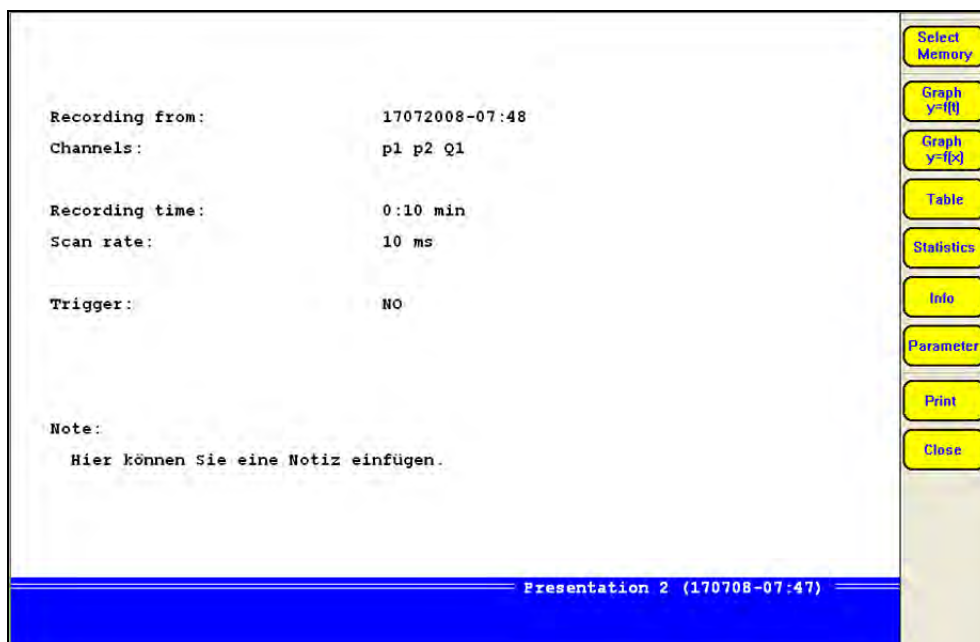 Recording from: 17072008-07:48
Channels: p1 p2 Q1
Recording time: 0:10 min
Scan rate: 10 ms
Trigger: NO
Note:
Hier können Sie eine Notiz einfügen.
Presentation 2 (170708-07:47)
Select
Memory
Graph
y=f(t)
Graph
y=f(x)
Table
Statistics
Info
Parameter
Print
Close